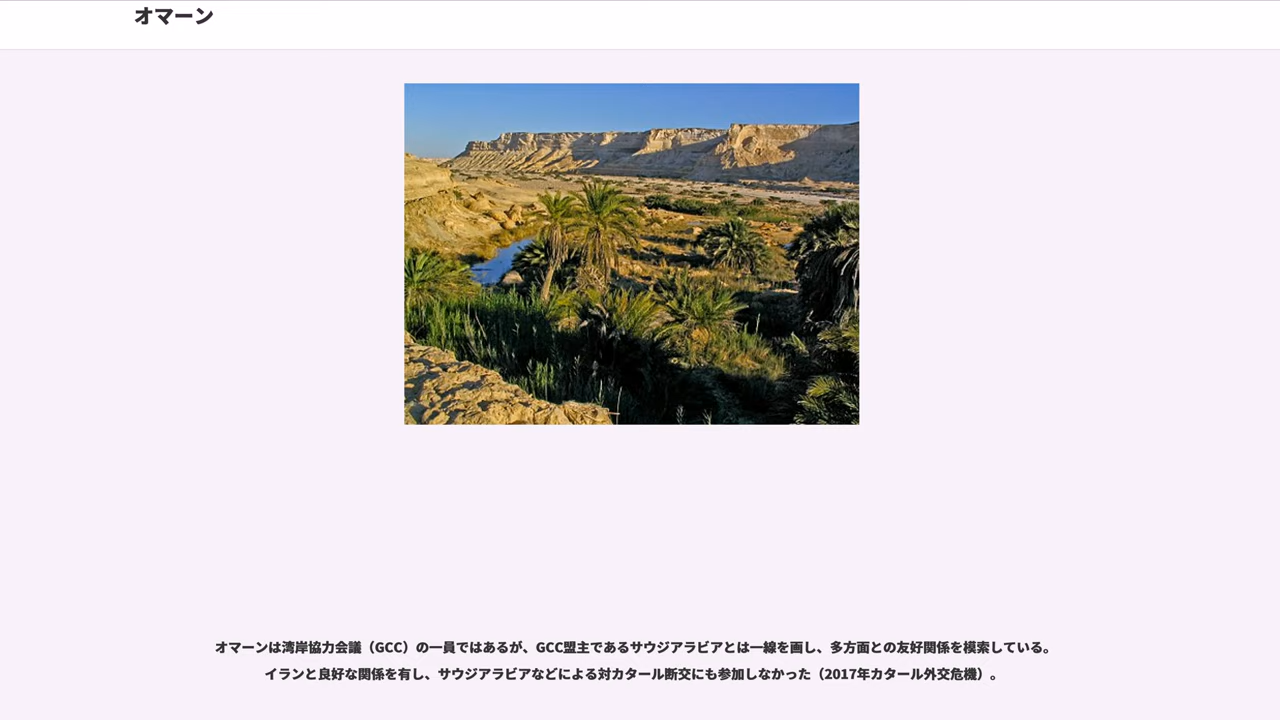 オマーン
オマーンは湾岸協力会議（GCC）の一員ではあるが、GCC盟主であるサウジアラビアとは一線を画し、多方面との友好関係を模索している。
イランと良好な関係を有し、サウジアラビアなどによる対カタール断交にも参加しなかった（2017年カタール外交危機）。